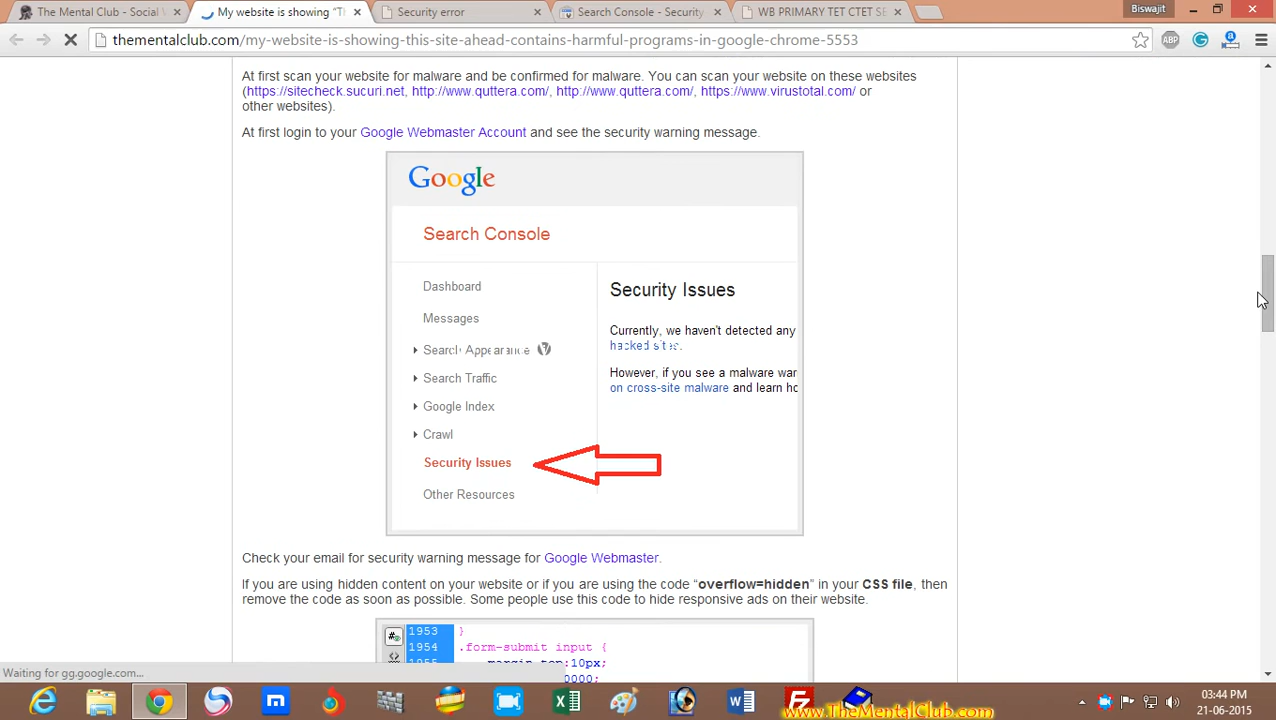 The Mental Club - Social
My website is showing "T
Security error
Search Console - Security
WB PRIMARY TET CTET SE
Biswajit
thementalclub.com/my-website-is-showing-this-site-ahead-contains-harmful-programs-in-google-chrome-5553
ABP
At first scan your website for malware and be confirmed for malware. You can scan your website on these websites
(https://sitecheck.sucuri.net, http://www.quttera.com/, http://www.quttera.com/, https://www.virustotal.com/ or
other websites).
At first login to your Google Webmaster Account and see the security warning message.
Google
Search Console
Dashboard
Messages
Search Appearance
Search Traffic
Google Index
Crawl
Security Issues
Other Resources
Security Issues
Currently, we haven't detected any
hacked sites.
However, if you see a malware war
on cross-site malware and learn ho
Check your email for security warning message for Google Webmaster.
If you are using hidden content on your website or if you are using the code “overflow=hidden” in your CSS file, then
remove the code as soon as possible. Some people use this code to hide responsive ads on their website.
1953 }
1954 .form-submit input {
1955 margin-top:10px;
0000;
Waiting for gg.google.com...
03:44 PM
21-06-2015
www.TheMentalClub.com